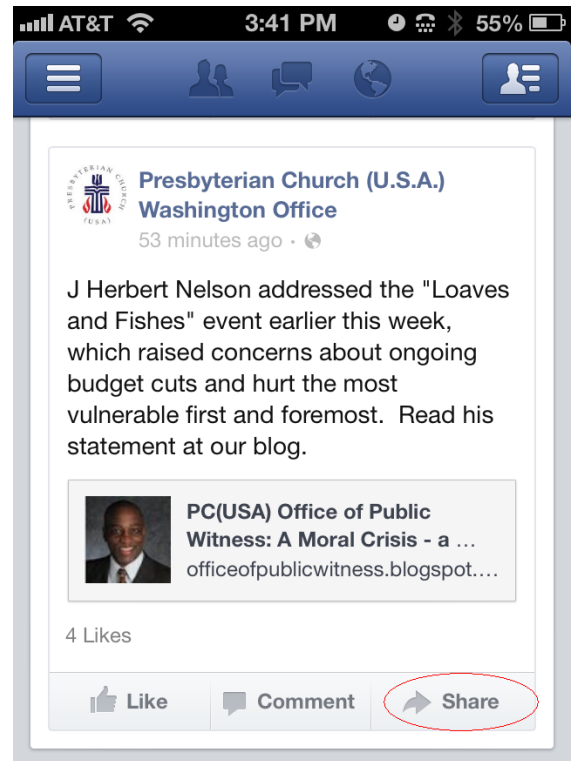 AT&T 3:41 PM 55%
PRESBYTERIAN CHURCH (USA)
Presbyterian Church (U.S.A.)
Washington Office
53 minutes ago ·
J Herbert Nelson addressed the "Loaves
and Fishes" event earlier this week,
which raised concerns about ongoing
budget cuts and hurt the most
vulnerable first and foremost.  Read his
statement at our blog.
PC(USA) Office of Public
Witness: A Moral Crisis - a ...
officeofpublicwitness.blogspot....
4 Likes
Like Comment Share